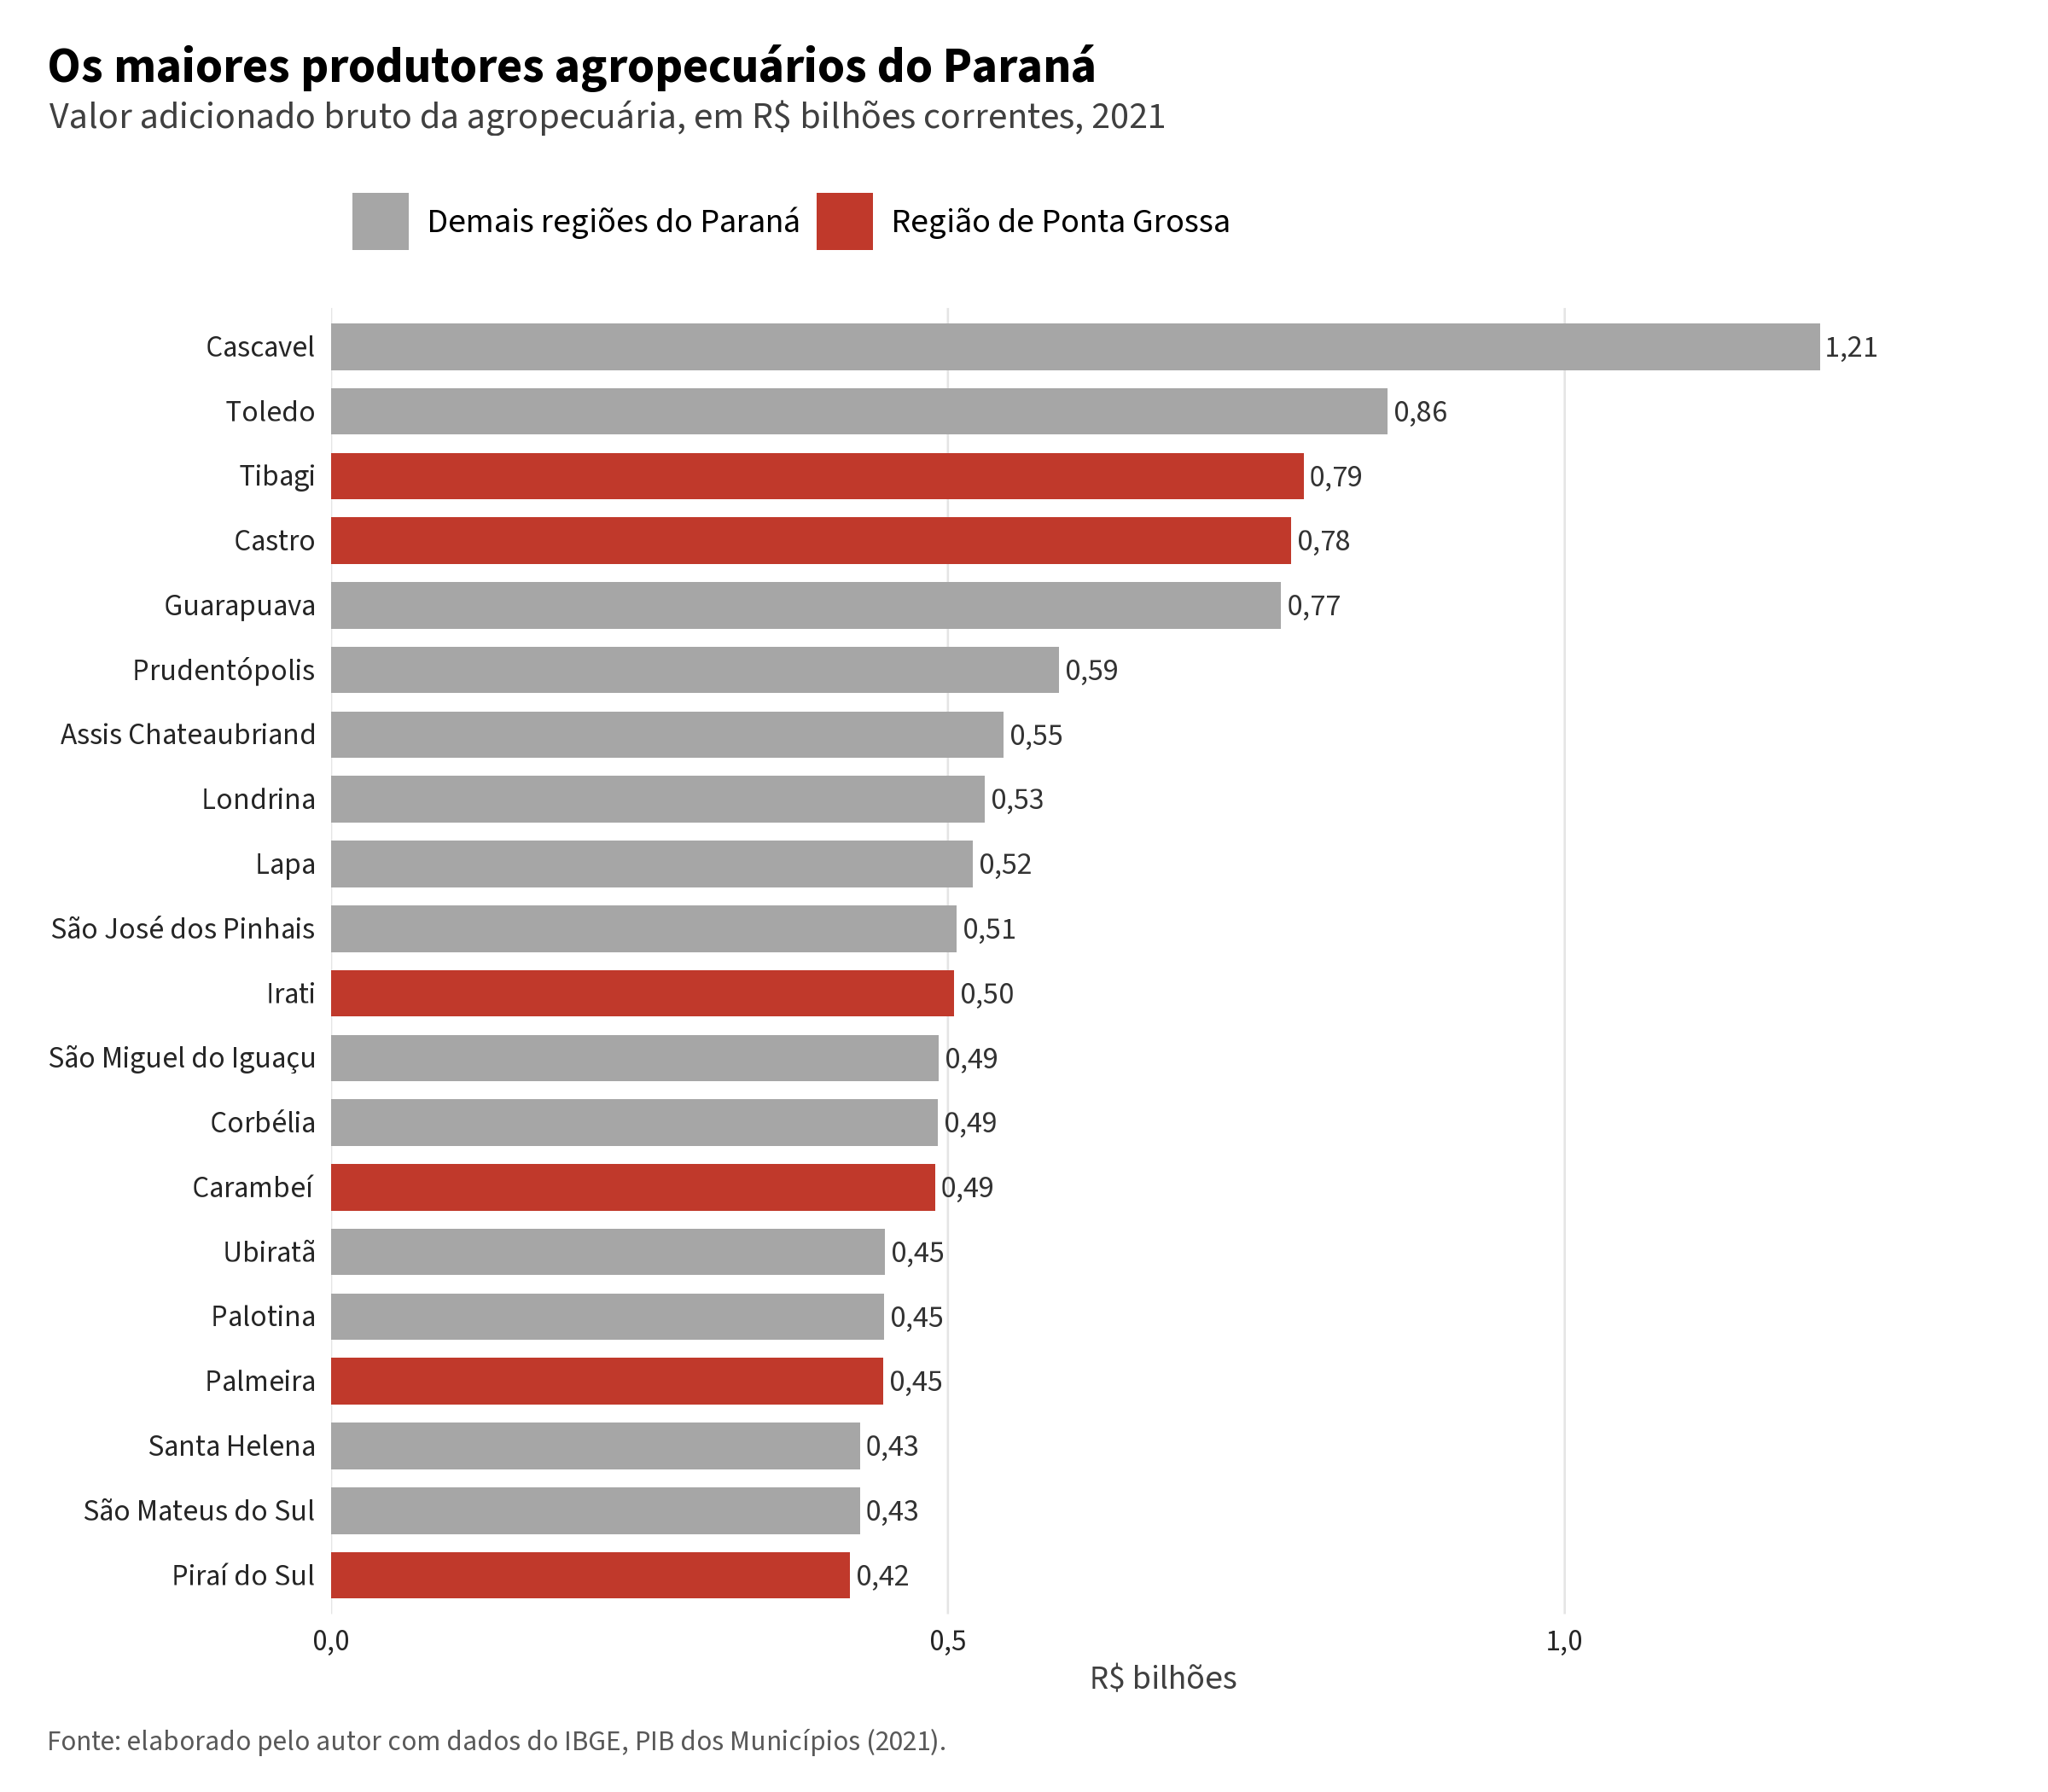 Os maiores produtores agropecuários do Paraná
Valor adicionado bruto da agropecuária, em R$ bilhões correntes, 2021
Demais regiões do Paraná Região de Ponta Grossa
Cascavel 1,21
Toledo 0,86
Tibagi 0,79
Castro 0,78
Guarapuava 0,77
Prudentópolis 0,59
Assis Chateaubriand 0,55
Londrina 0,53
Lapa 0,52
São José dos Pinhais 0,51
Irati 0,50
São Miguel do Iguaçu 0,49
Corbélia 0,49
Carambeí 0,49
Ubiratã 0,45
Palotina 0,45
Palmeira 0,45
Santa Helena 0,43
São Mateus do Sul 0,43
Piraí do Sul 0,42
0,0 0,5 1,0
R$ bilhões
Fonte: elaborado pelo autor com dados do IBGE, PIB dos Municípios (2021).